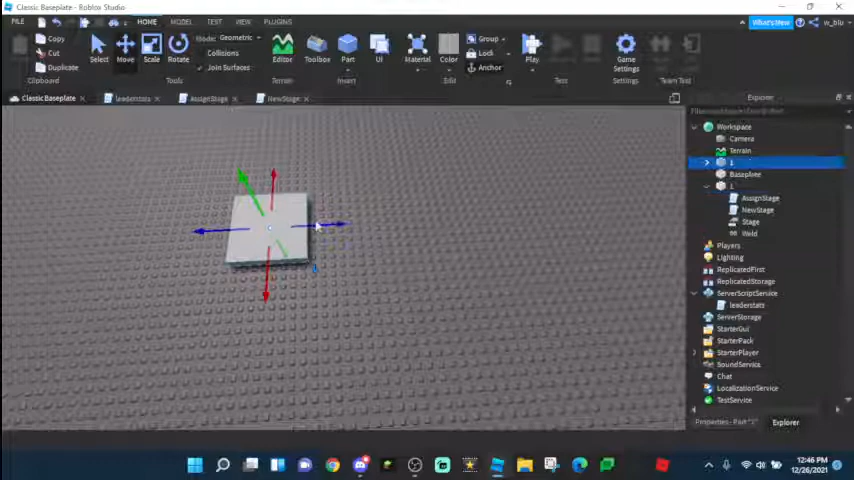 Classic Baseplate - Roblox Studio
FILE
HOME MODEL TEST VIEW PLUGINS
What's New
w_blu
Copy
Cut
Duplicate
Clipboard
Select
Move
Scale
Rotate
Tools
Mode: Geometric
Collisions
Join Surfaces
Editor
Terrain
Toolbox
Part
UI
Insert
Material
Color
Group
Lock
Anchor
Edit
Play
Test
Game
Settings
Settings
Team Test
Classic Baseplate
leaderstats
AssignStage
NewStage
Explorer
Workspace
Camera
Terrain
1
Baseplate
1
AssignStage
NewStage
Stage
Weld
Players
Lighting
ReplicatedFirst
ReplicatedStorage
ServerScriptService
leaderstats
ServerStorage
StarterGui
StarterPack
StarterPlayer
SoundService
Chat
LocalizationService
TestService
Properties - Part "1"
Explorer
12:46 PM
12/26/2021